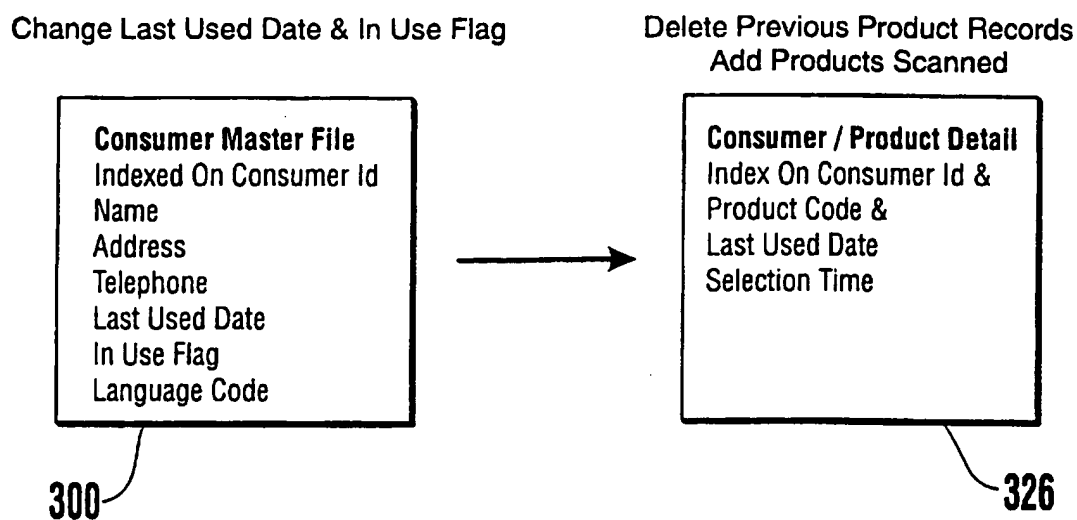 Change Last Used Date & In Use Flag
Delete Previous Product Records
Add Products Scanned
Consumer Master File
Indexed On Consumer Id
Name
Address
Telephone
Last Used Date
In Use Flag
Language Code
300
Consumer / Product Detail
Index On Consumer Id &
Product Code &
Last Used Date
Selection Time
326